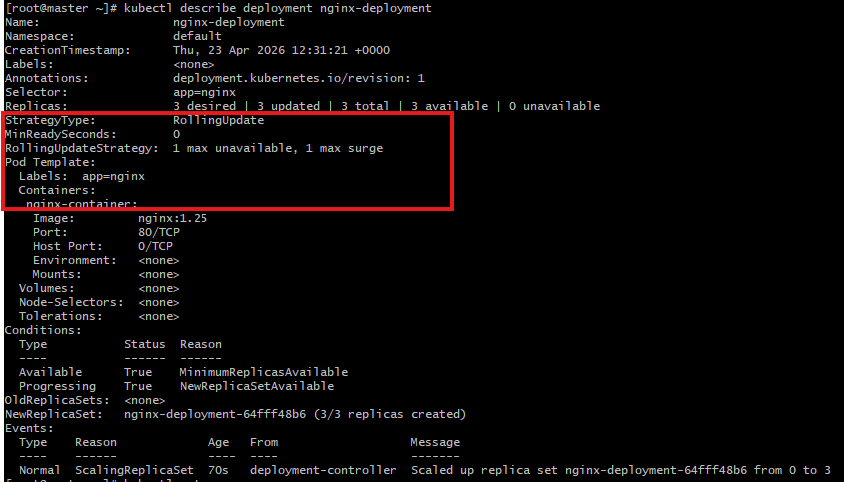 [root@master ~]# kubectl describe deployment nginx-deployment
Name:                   nginx-deployment
Namespace:              default
CreationTimestamp:      Thu, 23 Apr 2026 12:31:21 +0000
Labels:                 <none>
Annotations:            deployment.kubernetes.io/revision: 1
Selector:               app=nginx
Replicas:               3 desired | 3 updated | 3 total | 3 available | 0 unavailable
StrategyType:           RollingUpdate
MinReadySeconds:        0
RollingUpdateStrategy:  1 max unavailable, 1 max surge
Pod Template:
  Labels:  app=nginx
  Containers:
   nginx-container:
    Image:         nginx:1.25
    Port:          80/TCP
    Host Port:     0/TCP
    Environment:   <none>
    Mounts:        <none>
  Volumes:         <none>
  Node-Selectors:  <none>
  Tolerations:     <none>
Conditions:
  Type           Status  Reason
  ----           ------  ------
  Available      True    MinimumReplicasAvailable
  Progressing    True    NewReplicaSetAvailable
OldReplicaSets:  <none>
NewReplicaSet:   nginx-deployment-64fff48b6 (3/3 replicas created)
Events:
  Type    Reason             Age   From                   Message
  ----    ------             ----  ----                   -------
  Normal  ScalingReplicaSet  70s   deployment-controller  Scaled up replica set nginx-deployment-64fff48b6 from 0 to 3